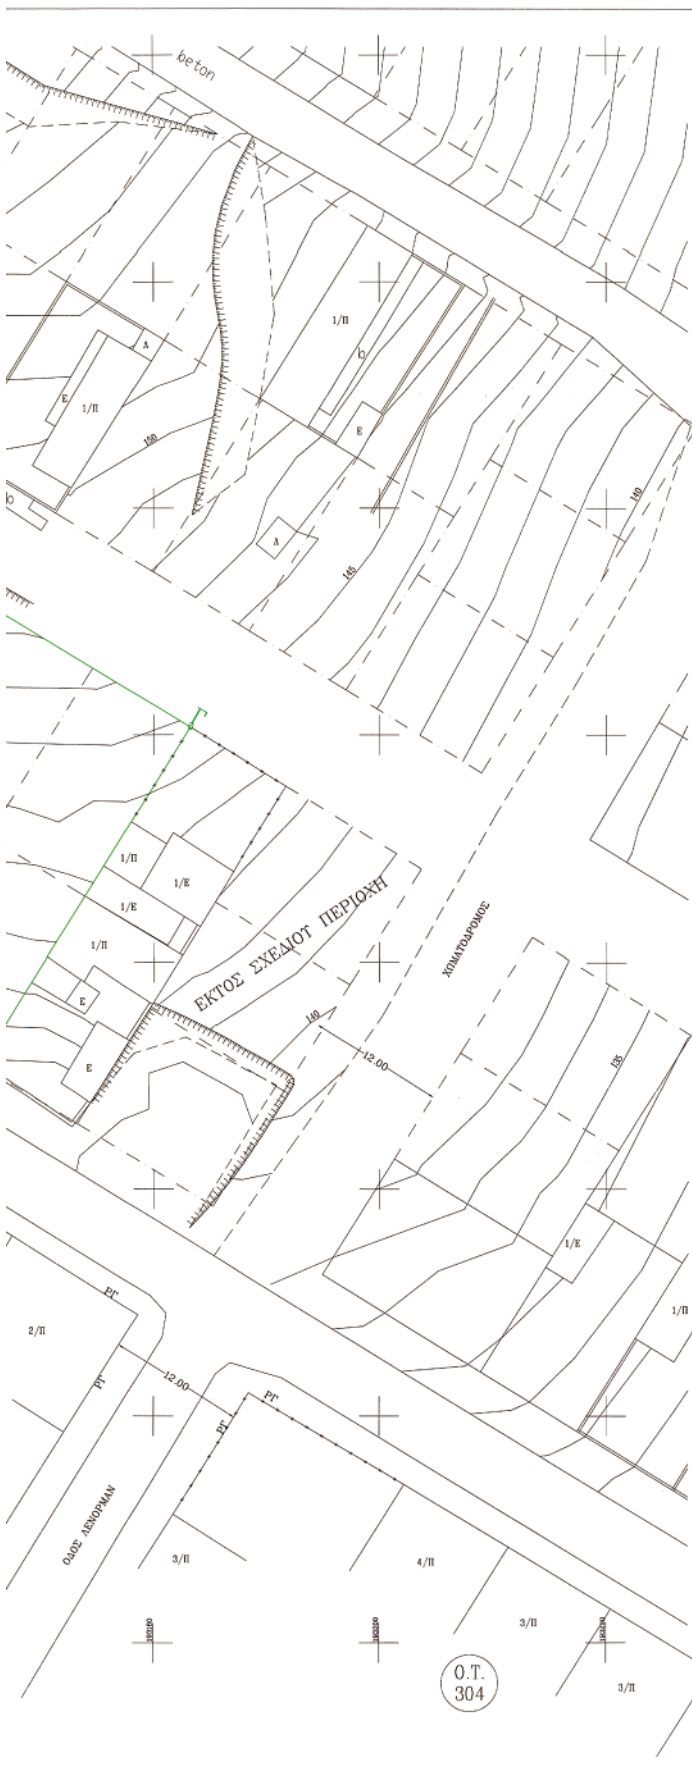 beton
1/Π
Ю
Λ
Ε
1/Π
Ε
150
140
Ю
Λ
145
1/Π
1/Ε
1/Ε
ΕΚΤΟΣ ΣΧΕΔΙΟΥ ΠΕΡΙΟΧΗ
ΧΩΜΑΤΟΔΡΟΜΟΣ
1/Π
Ε
140
12.00
135
Ε
1/Ε
ΡΓ
1/Π
2/Π
12.00
ΡΓ
ΡΓ
ΡΓ
ΟΔΟΣ ΛΕΝΟΡΜΑΝ
3/Π
4/Π
3/Π
Ο.Τ.
304
3/Π